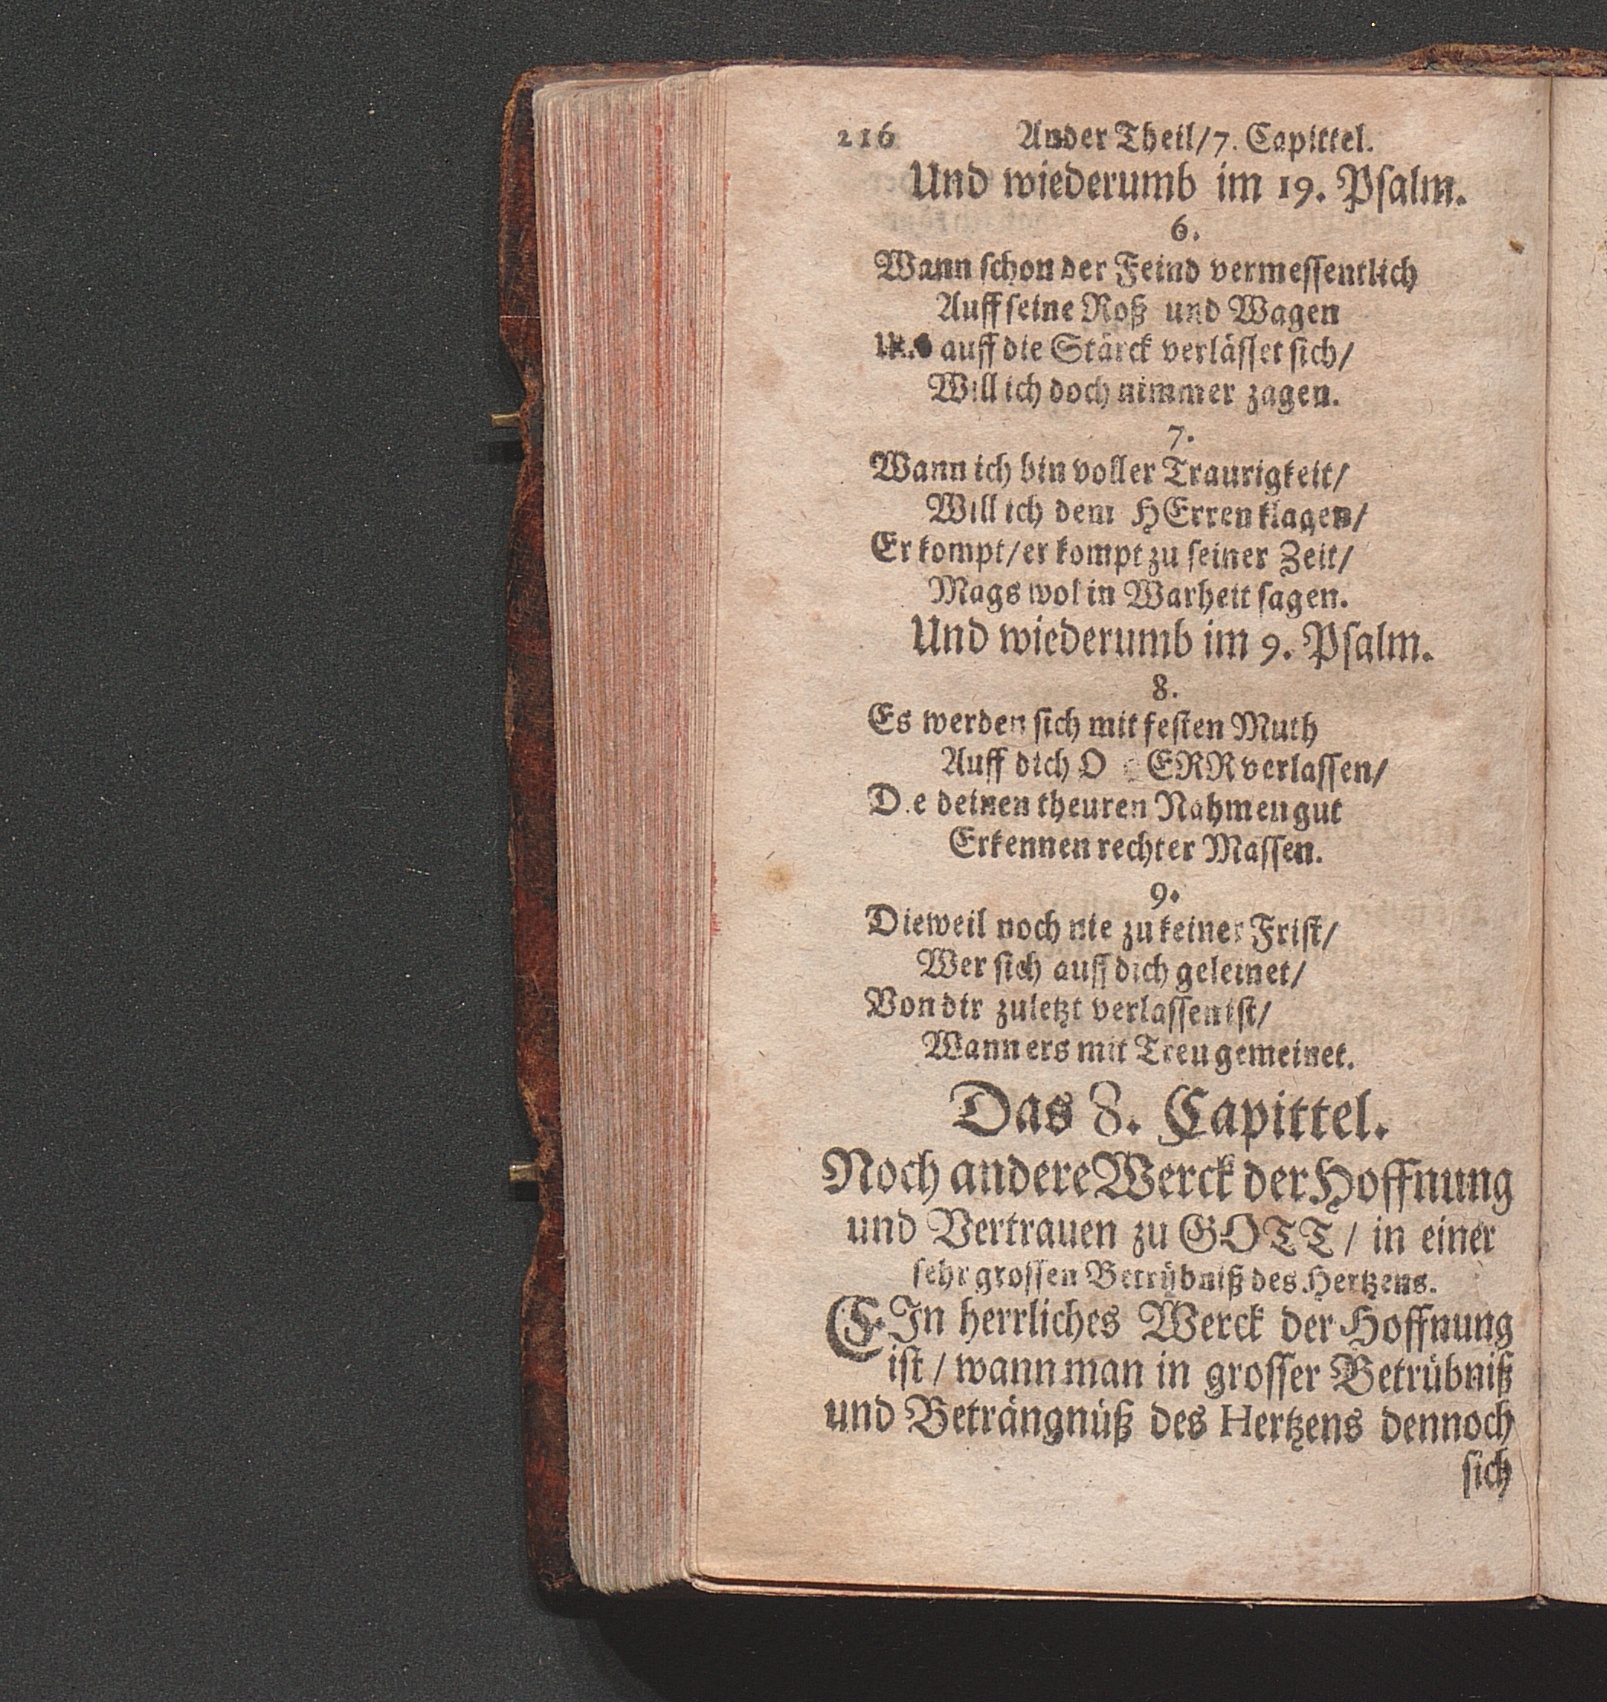 216 Ander Theil/7. Capittel.
Und wiederumb im 19. Psalm.
6.
Wann schon der Feind vermessentlich
Auff seine Roß und Wagen
auff die Stärck verlässet sich/
Will ich doch nimmer zagen.
7.
Wann ich bin voller Traurigkeit/
Will ich dem HErren klagen/
Er kompt/er kompt zu seiner Zeit/
Mags wol in Warheit sagen.
Und wiederumb im 9. Psalm.
8.
Es werden sich mit festen Muth
Auff dich O HERR verlassen/
Die deinen theuren Nahmen gut
Erkennen rechter Massen.
9.
Dieweil noch nie zu keiner Frist/
Wer sich auff dich geleinet/
Von dir zuletzt verlassen ist/
Wann ers mit Treu gemeinet.
Das 8. Capittel.
Noch andere Werck der Hoffnung
und Vertrauen zu GOTT/ in einer
sehr grossen Betrübniß des Hertzens.
EIn herrliches Werck der Hoffnung
ist/ wann man in grosser Betrübniß
und Beträngnüß des Hertzens dennoch
sich